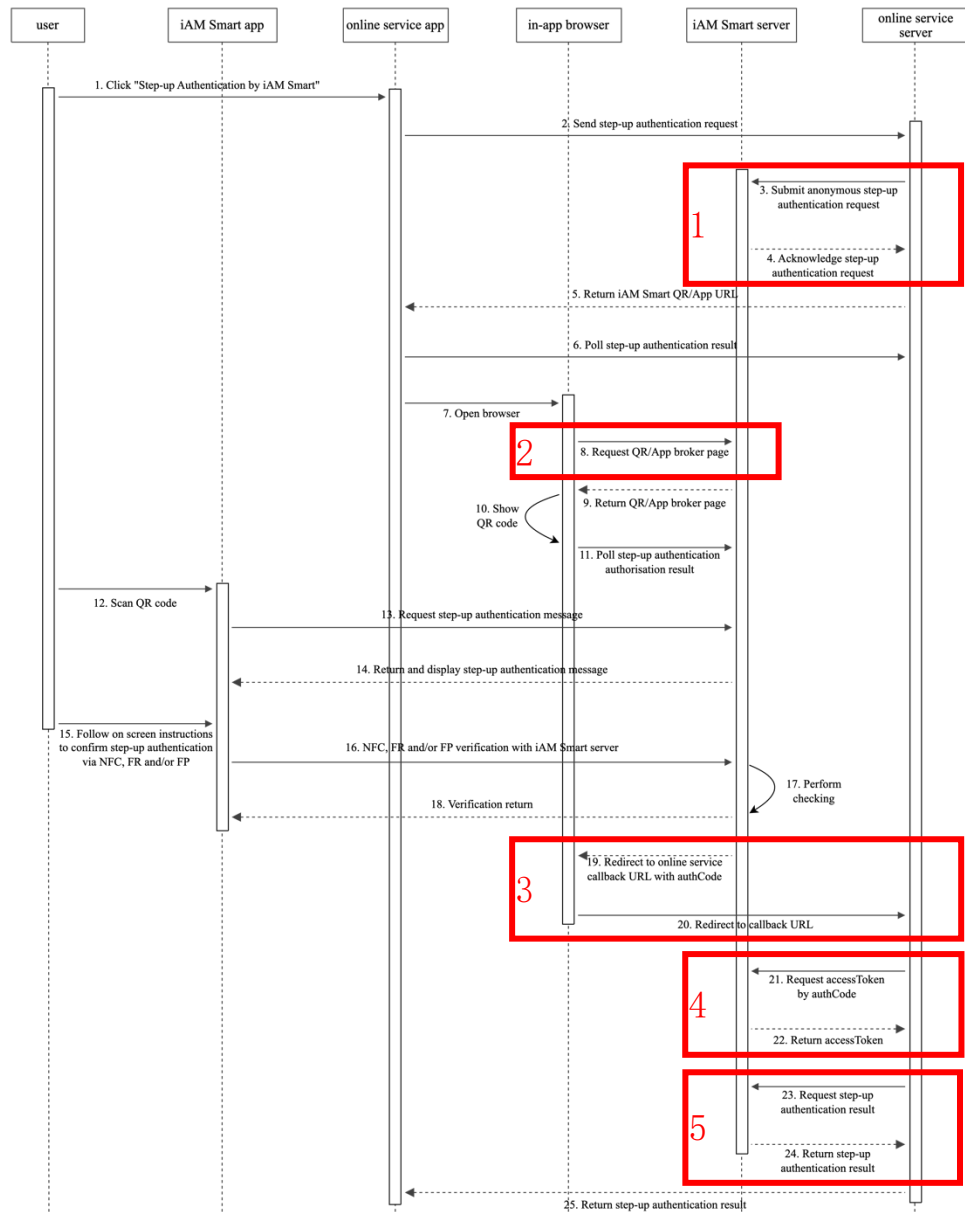 user
iAM Smart app
online service app
in-app browser
iAM Smart server
online service
server
1. Click "Step-up Authentication by iAM Smart"
2. Send step-up authentication request
1
3. Submit anonymous step-up
authentication request
4. Acknowledge step-up
authentication request
5. Return iAM Smart QR/App URL
6. Poll step-up authentication result
7. Open browser
2
8. Request QR/App broker page
9. Return QR/App broker page
10. Show
QR code
11. Poll step-up authentication
authorisation result
12. Scan QR code
13. Request step-up authentication message
14. Return and display step-up authentication message
15. Follow on screen instructions
to confirm step-up authentication
via NFC, FR and/or FP
16. NFC, FR and/or FP verification with iAM Smart server
17. Perform
checking
18. Verification return
3
19. Redirect to online service
callback URL with authCode
20. Redirect to callback URL
4
21. Request accessToken
by authCode
22. Return accessToken
5
23. Request step-up
authentication result
24. Return step-up
authentication result
25. Return step-up authentication result